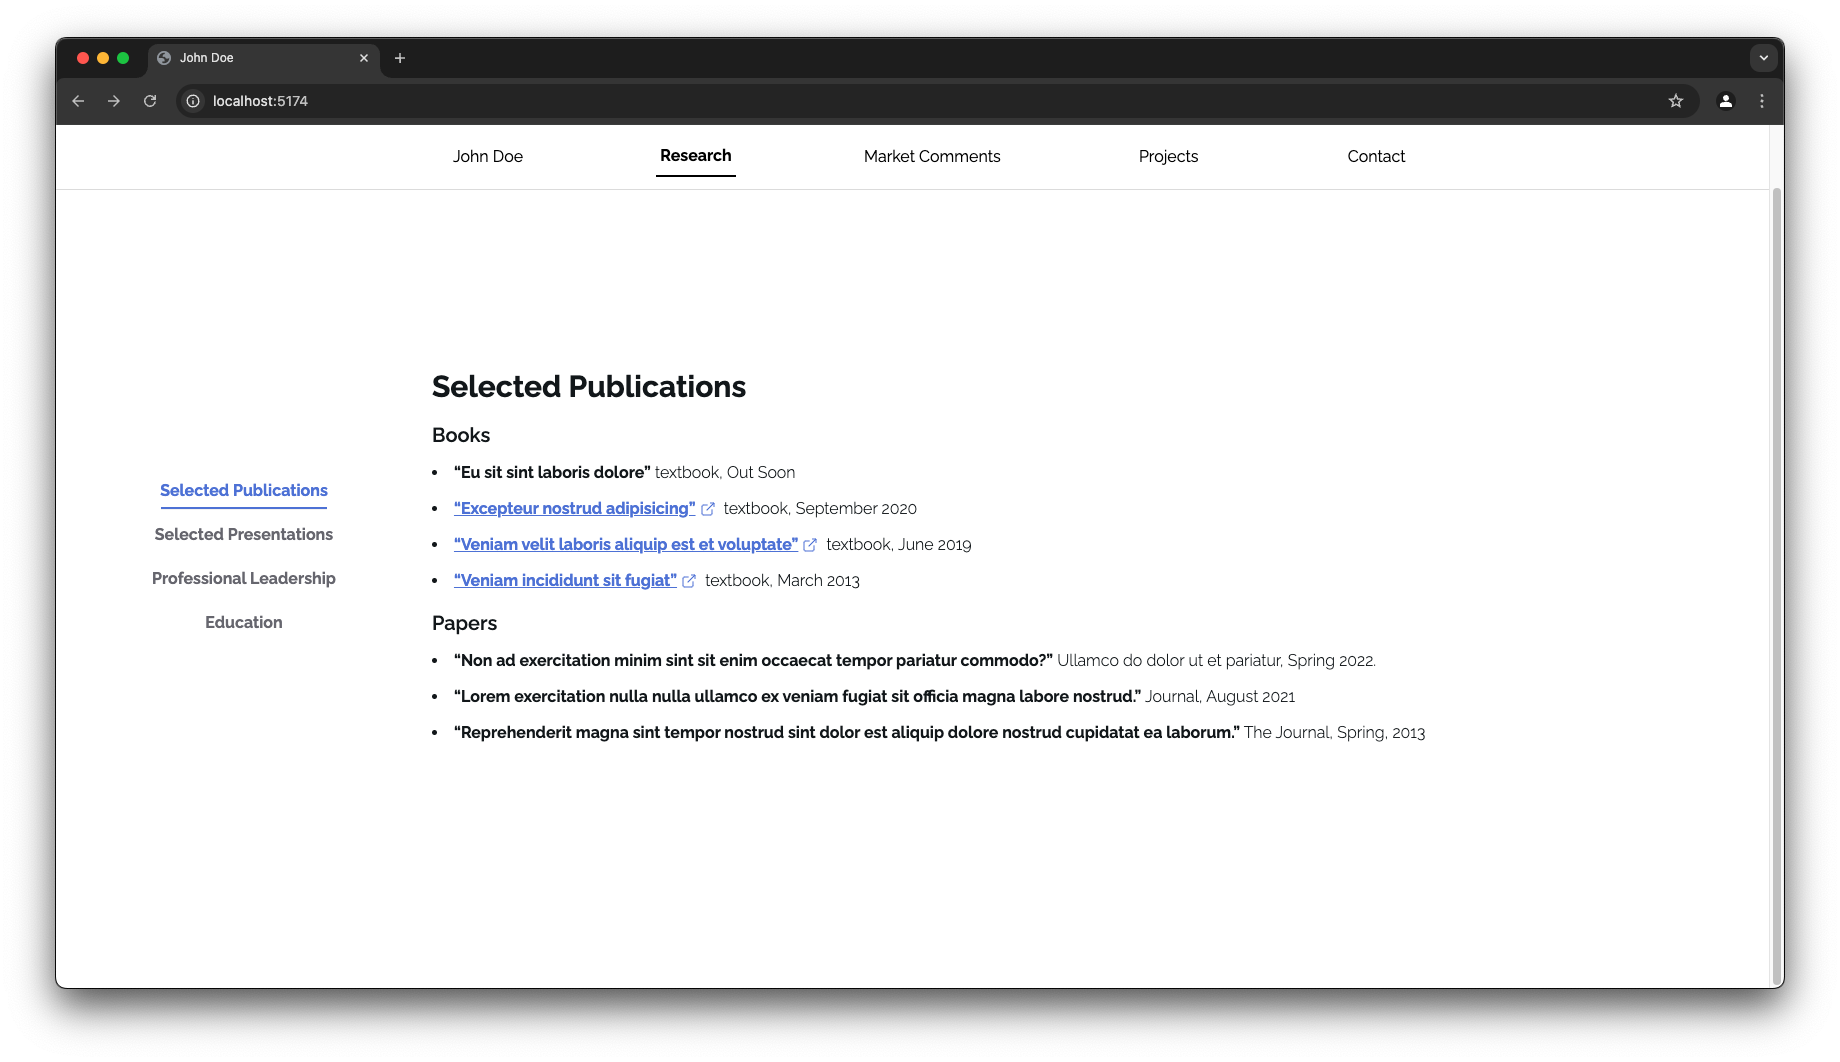 John Doe
localhost:5174
John Doe
Research
Market Comments
Projects
Contact
Selected Publications
Selected Presentations
Professional Leadership
Education
Selected Publications
Books
• “Eu sit sint laboris dolore” textbook, Out Soon
• “Excepteur nostrud adipisicing” textbook, September 2020
• “Veniam velit laboris aliquip est et voluptate” textbook, June 2019
• “Veniam incididunt sit fugiat” textbook, March 2013
Papers
• “Non ad exercitation minim sint sit enim occaecat tempor pariatur commodo?” Ullamco do dolor ut et pariatur, Spring 2022.
• “Lorem exercitation nulla nulla ullamco ex veniam fugiat sit officia magna labore nostrud.” Journal, August 2021
• “Reprehenderit magna sint tempor nostrud sint dolor est aliquip dolore nostrud cupidatat ea laborum.” The Journal, Spring, 2013